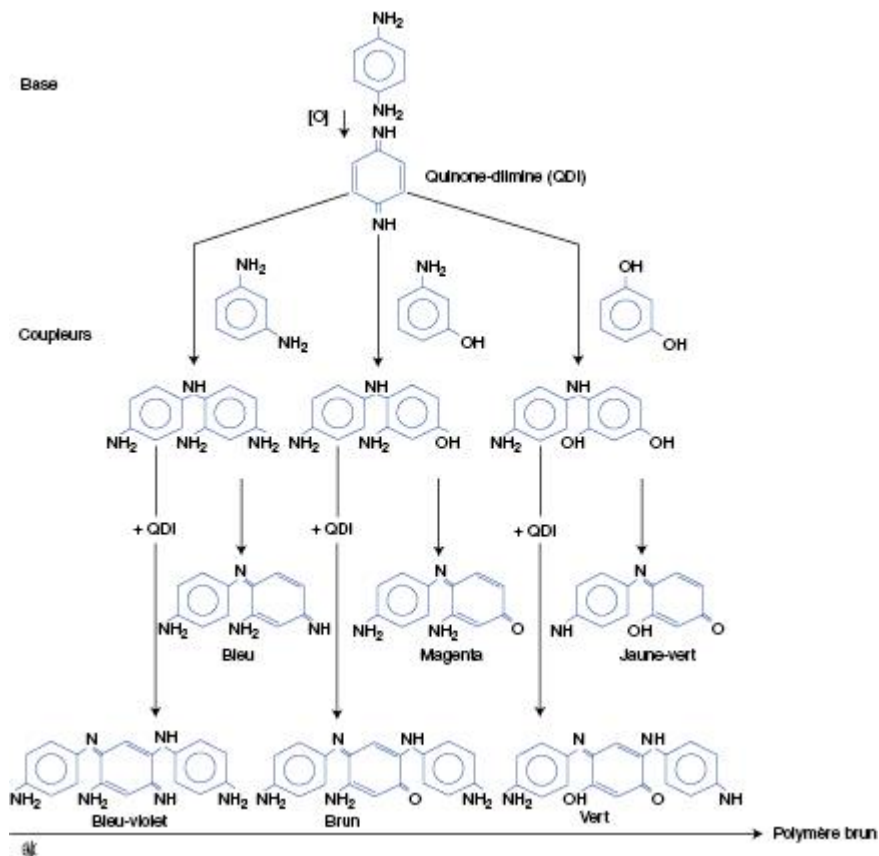 NH₂
Base
NH₂
[O]
NH
Quinone-diimine (QDI)
NH
NH₂ NH₂ OH
Coupleurs
NH₂ OH OH
NH NH NH
NH₂ NH₂ NH₂ NH₂ NH₂ OH NH₂ OH OH
+ QDI + QDI + QDI
N N N
NH₂ NH₂ NH NH₂ NH₂ O NH OH O
Bleu Magenta Jaune-vert
N NH N NH N NH
NH₂ NH₂ NH NH₂ NH₂ NH₂ O NH₂ NH₂ OH O NH
Bleu-violet Brun Vert
Polymère brun